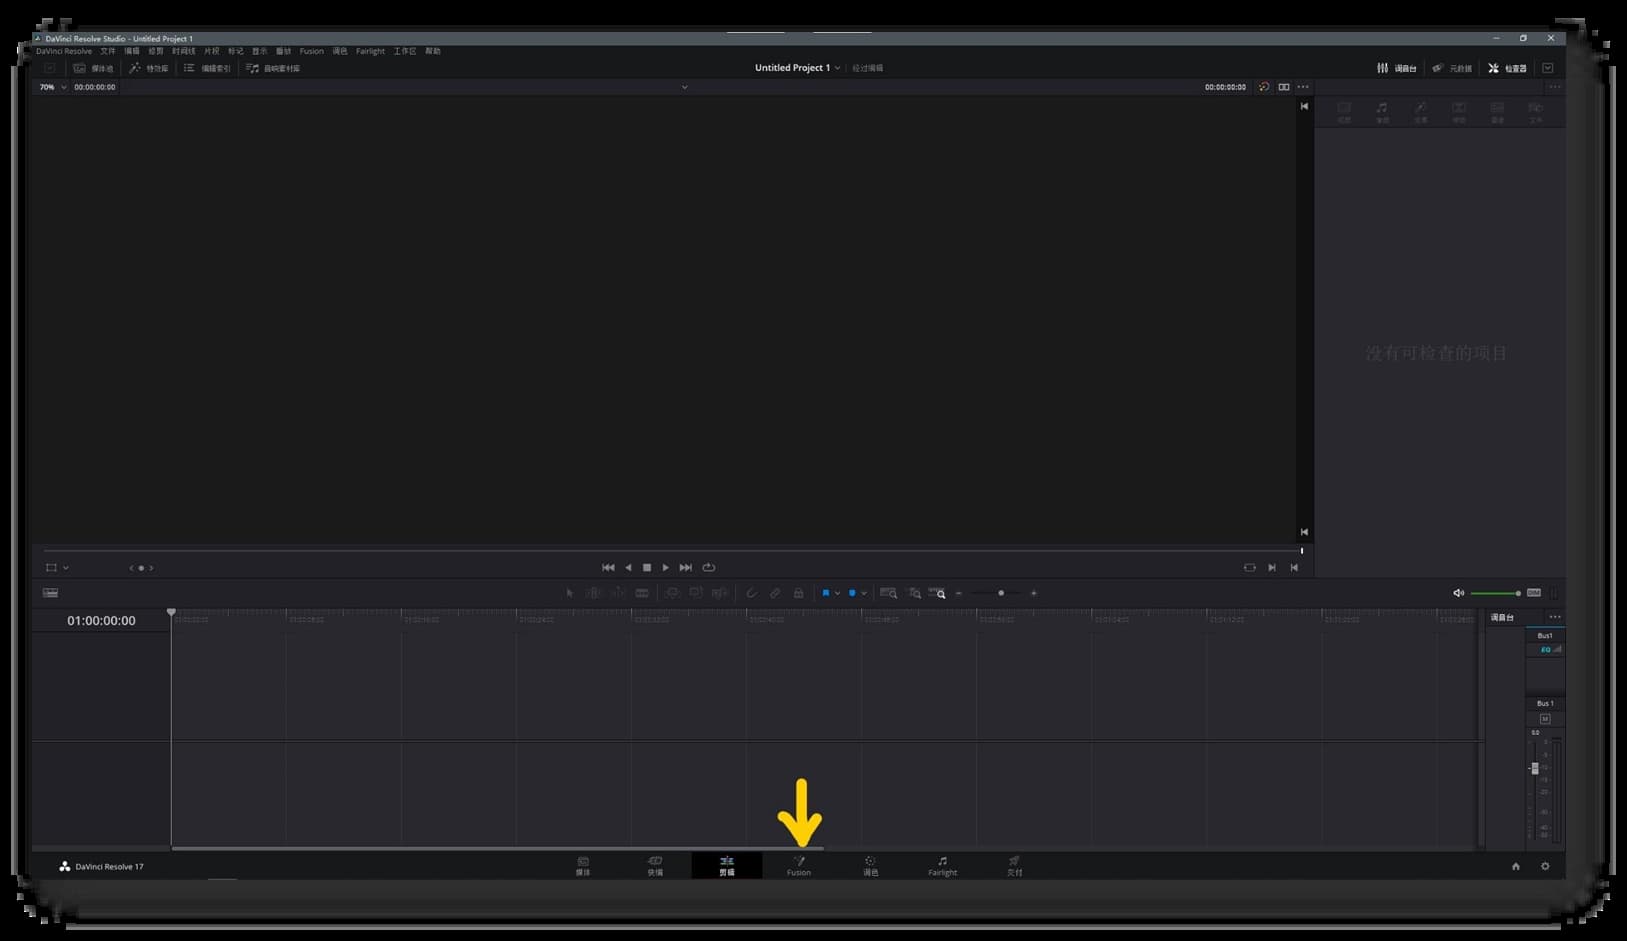 DaVinci Resolve Studio - Untitled Project 1
DaVinci Resolve 文件 编辑 修剪 时间线 片段 标记 显示 播放 Fusion 调色 Fairlight 工作区 帮助
媒体池 特效库 编辑索引 音响素材库 Untitled Project 1 经过编辑 调音台 元数据 检查器
70% 00:00:00:00 00:00:00:00
没有可检查的项目
DIM
01:00:00:00
调音台
Bus1
EQ
Bus 1
M
0.0
DaVinci Resolve 17 媒体 快编 剪辑 Fusion 调色 Fairlight 交付